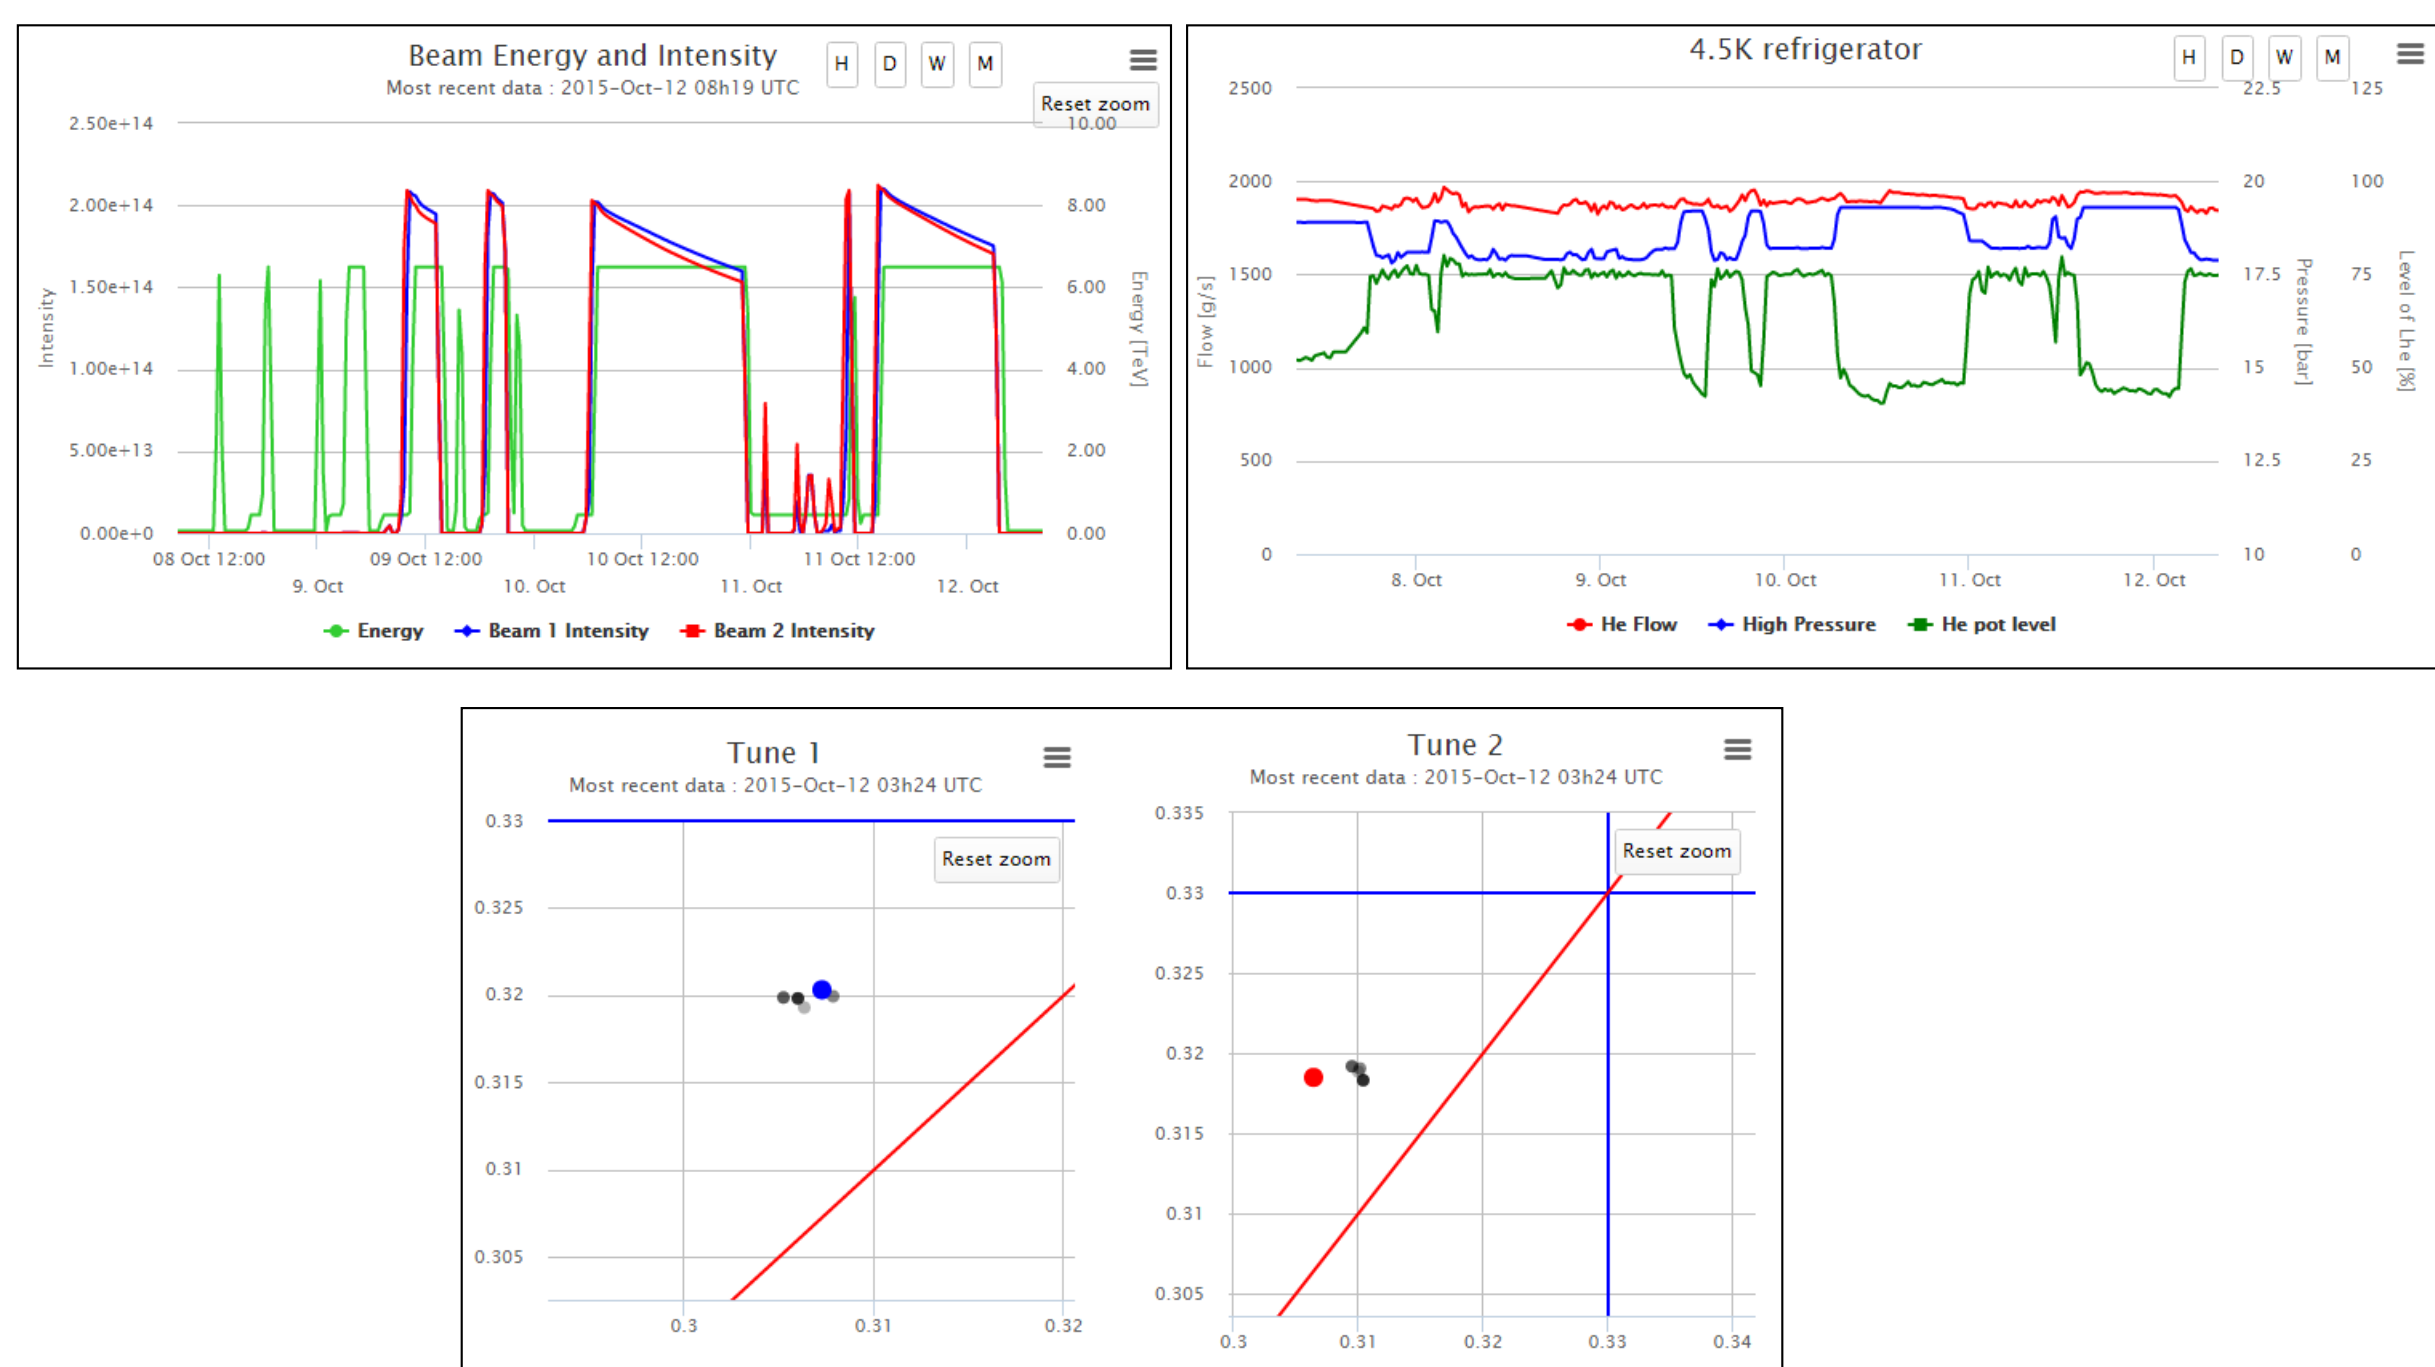 Beam Energy and Intensity
H D W M
Most recent data : 2015-Oct-12 08h19 UTC
Reset zoom
2.50e+14 10.00
2.00e+14 8.00
1.50e+14 6.00
1.00e+14 4.00
5.00e+13 2.00
0.00e+0 0.00
Intensity
Energy [TeV]
08 Oct 12:00 09 Oct 12:00 10 Oct 12:00 11 Oct 12:00
9. Oct 10. Oct 11. Oct 12. Oct
Energy Beam 1 Intensity Beam 2 Intensity
4.5K refrigerator
H D W M
2500 22.5 125
2000 20 100
1500 17.5 75
1000 15 50
500 12.5 25
0 10 0
Flow [g/s]
Pressure [bar]
Level of Lhe [%]
8. Oct 9. Oct 10. Oct 11. Oct 12. Oct
He Flow High Pressure He pot level
Tune 1
Most recent data : 2015-Oct-12 03h24 UTC
Reset zoom
0.33
0.325
0.32
0.315
0.31
0.305
0.3 0.31 0.32
Tune 2
Most recent data : 2015-Oct-12 03h24 UTC
Reset zoom
0.335
0.33
0.325
0.32
0.315
0.31
0.305
0.3 0.31 0.32 0.33 0.34